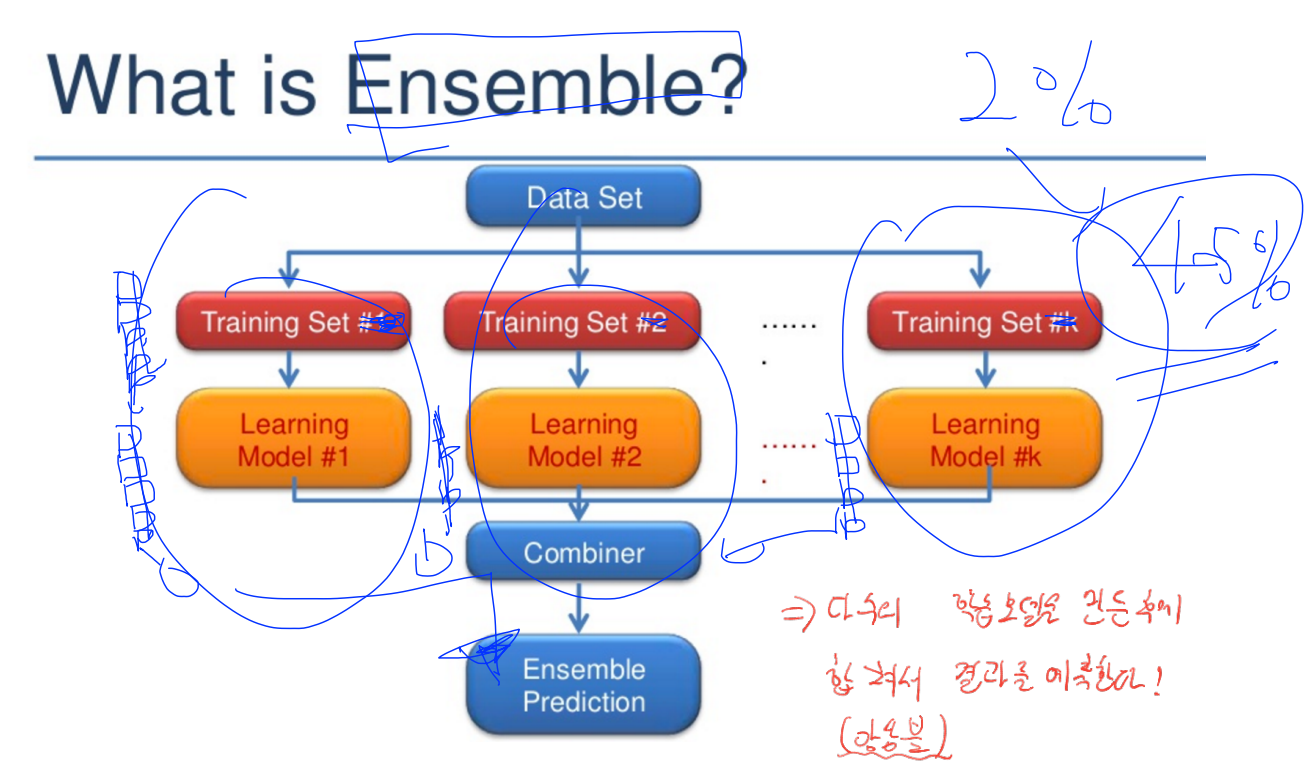 What is Ensemble?
2%
Data Set
4-5%
Training Set #1
Training Set #2
......
.
Training Set #k
Learning
Model #1
Learning
Model #2
......
.
Learning
Model #k
Combiner
Ensemble
Prediction
⇒ 다수의 학습모델을 만든 후에
합쳐서 결과를 예측한다!
(앙상블)